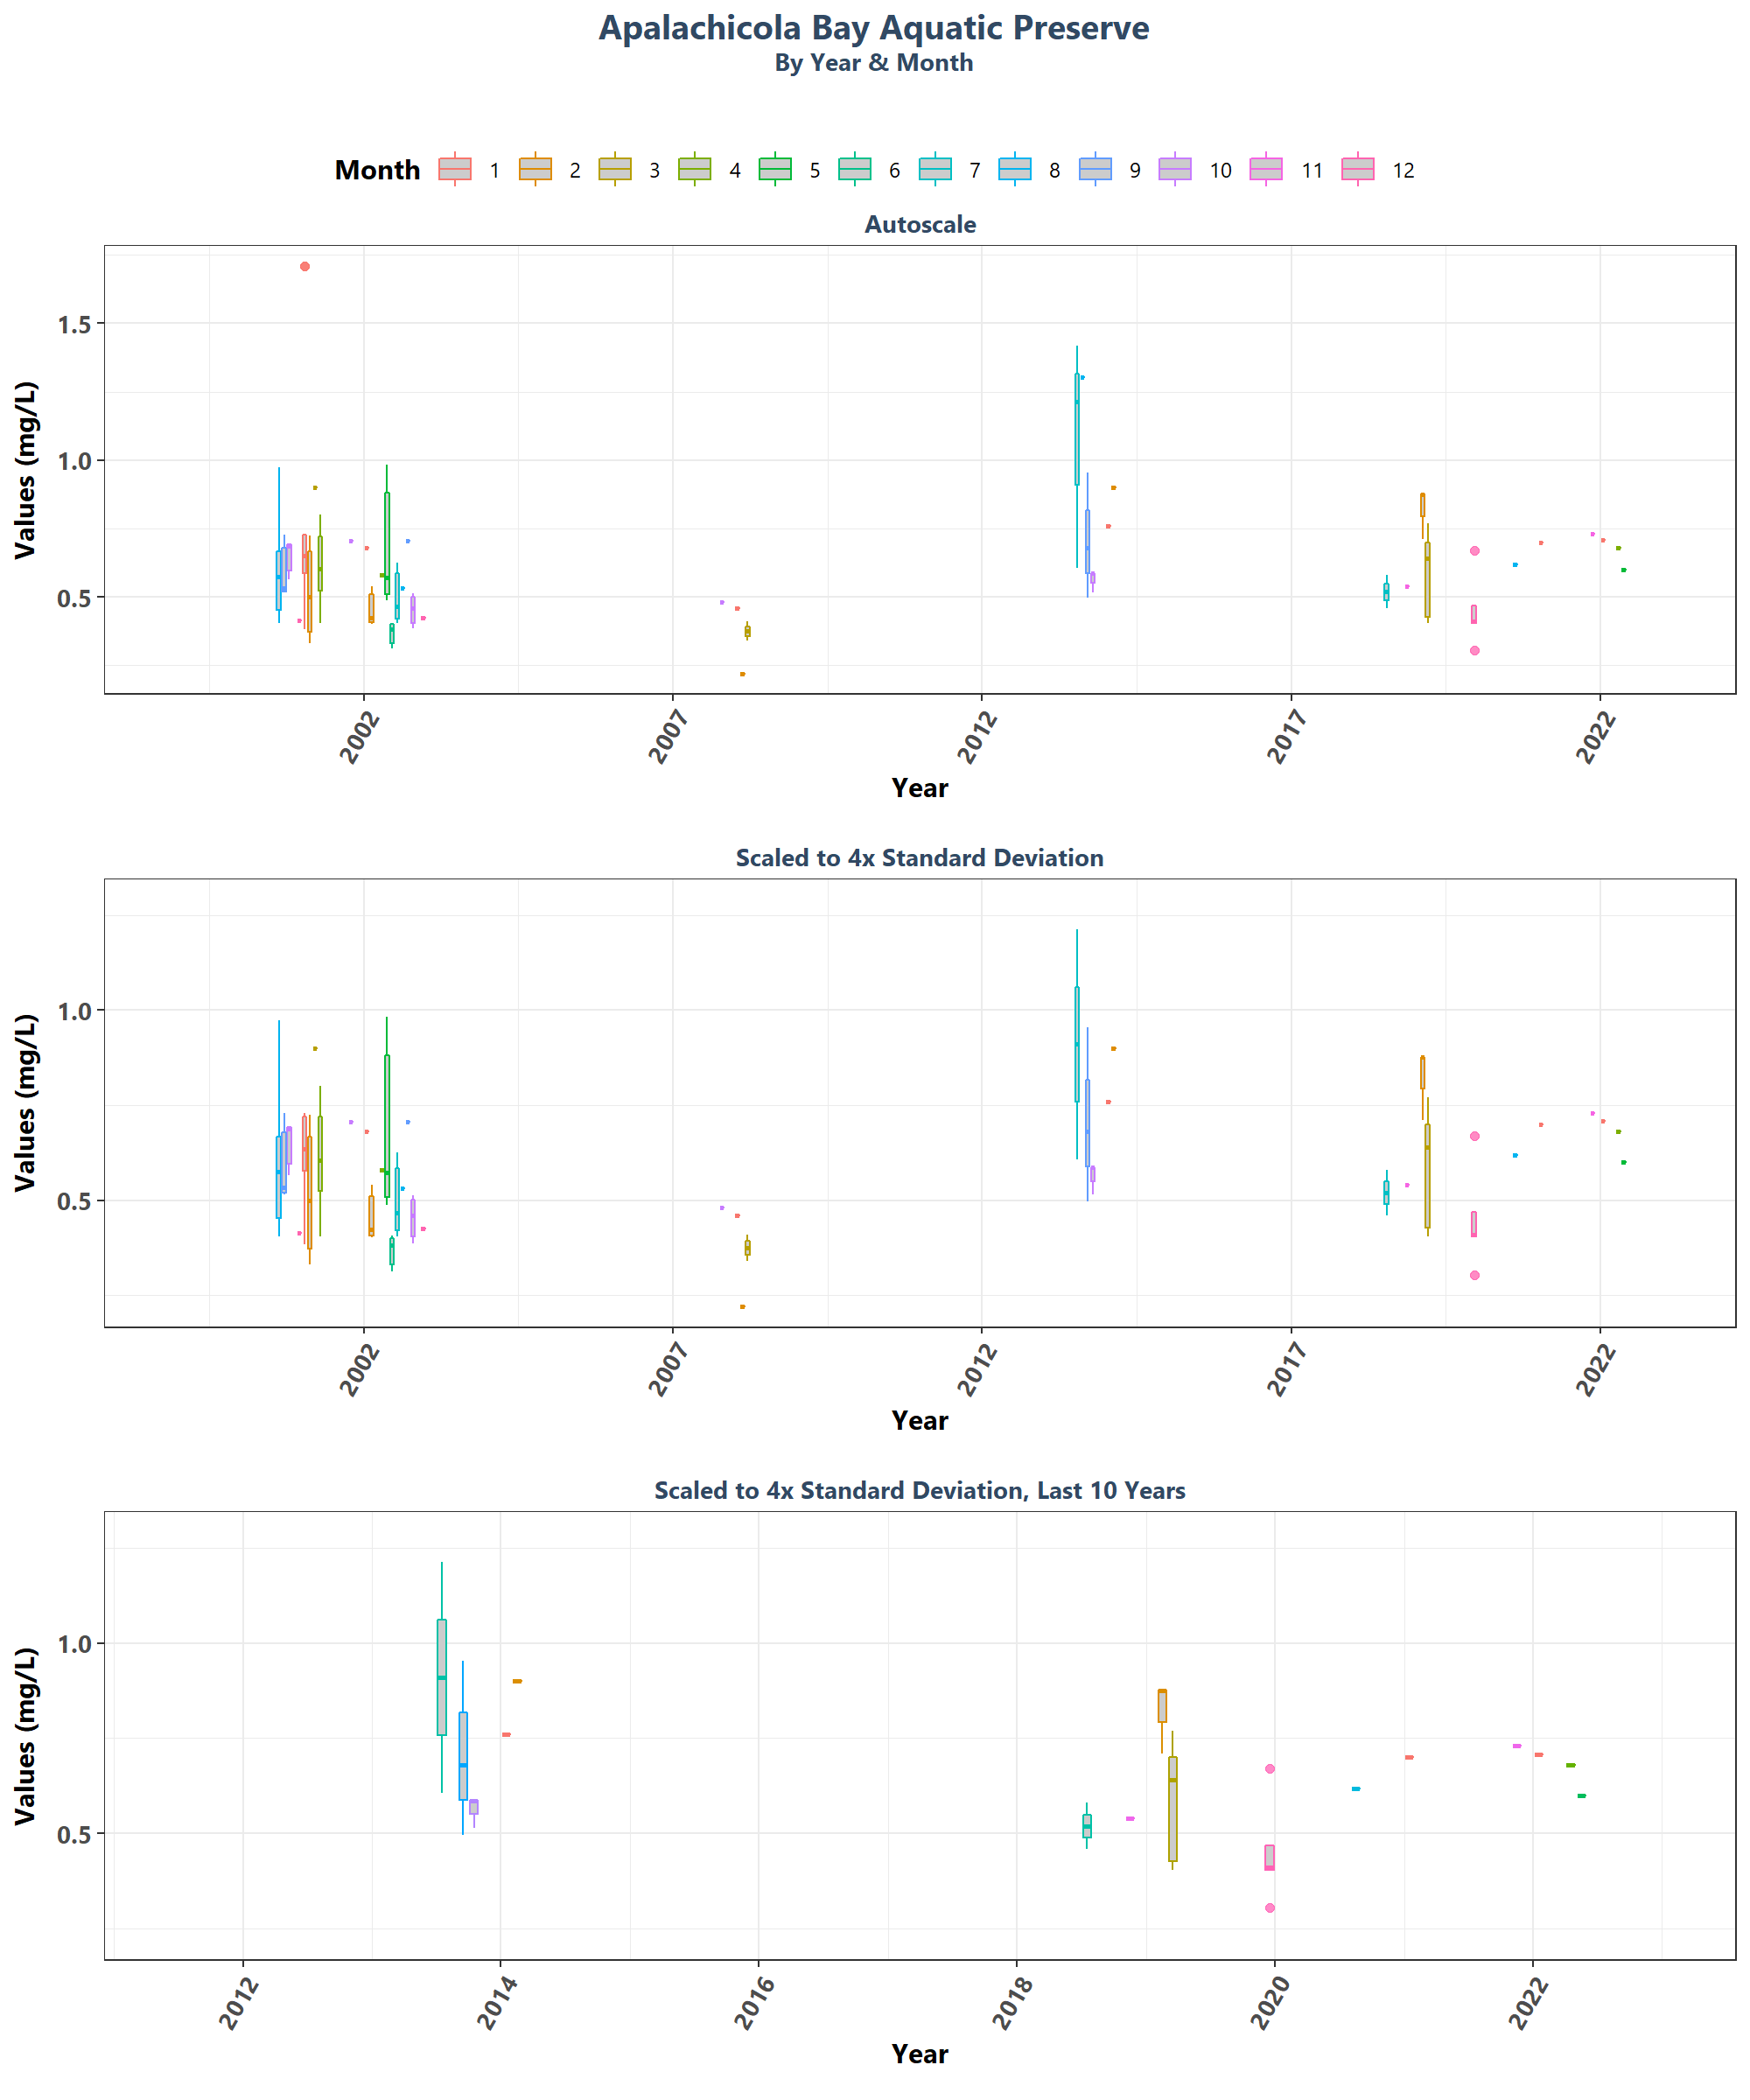 Apalachicola Bay Aquatic Preserve
By Year & Month
Month 1 2 3 4 5 6 7 8 9 10 11 12
Autoscale
Values (mg/L)
1.5
1.0
0.5
2002 2007 2012 2017 2022
Year
Scaled to 4x Standard Deviation
Values (mg/L)
1.0
0.5
2002 2007 2012 2017 2022
Year
Scaled to 4x Standard Deviation, Last 10 Years
Values (mg/L)
1.0
0.5
2012 2014 2016 2018 2020 2022
Year